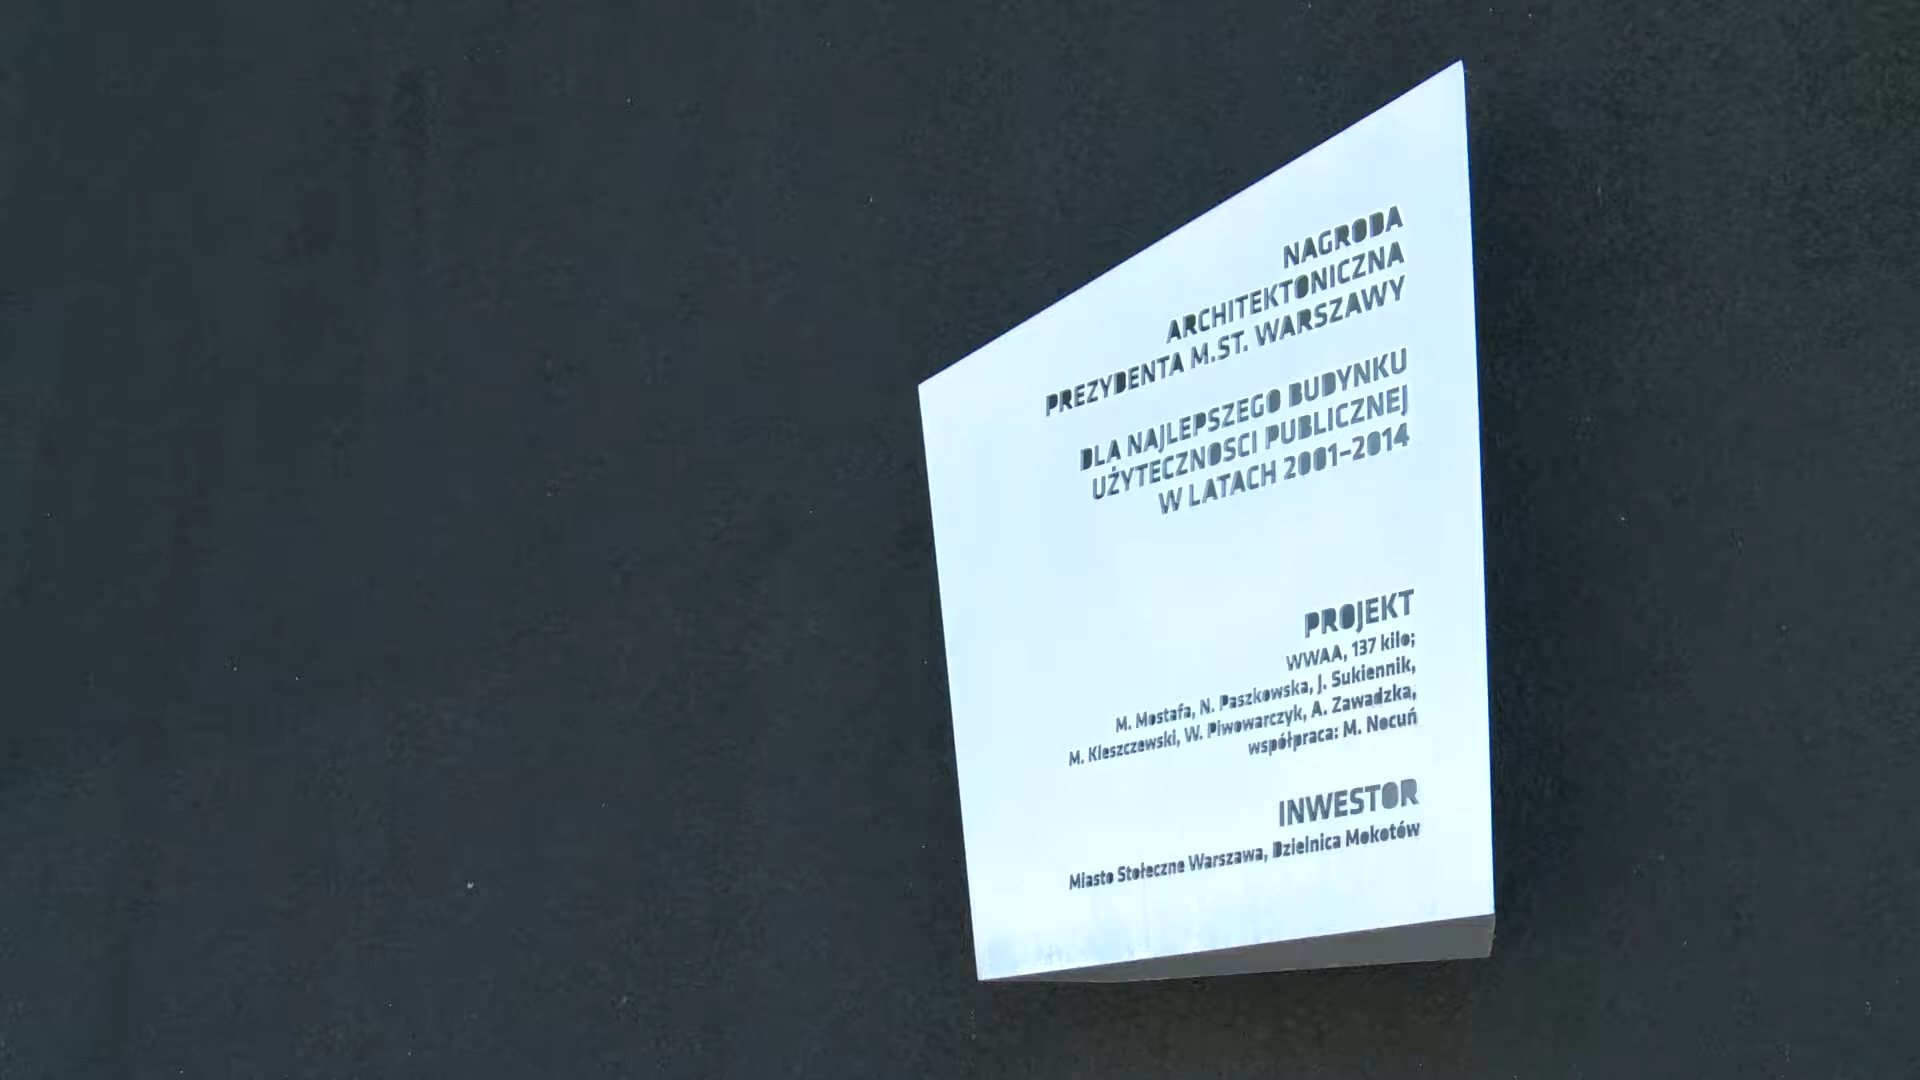 NAGRODA
ARCHITEKTONICZNA
PREZYDENTA M.ST. WARSZAWY
DLA NAJLEPSZEGO BUDYNKU
UŻYTECZNOSCI PUBLICZNEJ
W LATACH 2001–2014
PROJEKT
WWAA, 137 kilo;
M. Mostafa, N. Paszkowska, J. Sukiennik,
M. Kleszczewski, W. Piwowarczyk, A. Zawadzka,
współpraca: M. Nocuń
INWESTOR
Miasto Stołeczne Warszawa, Dzielnica Mokotów